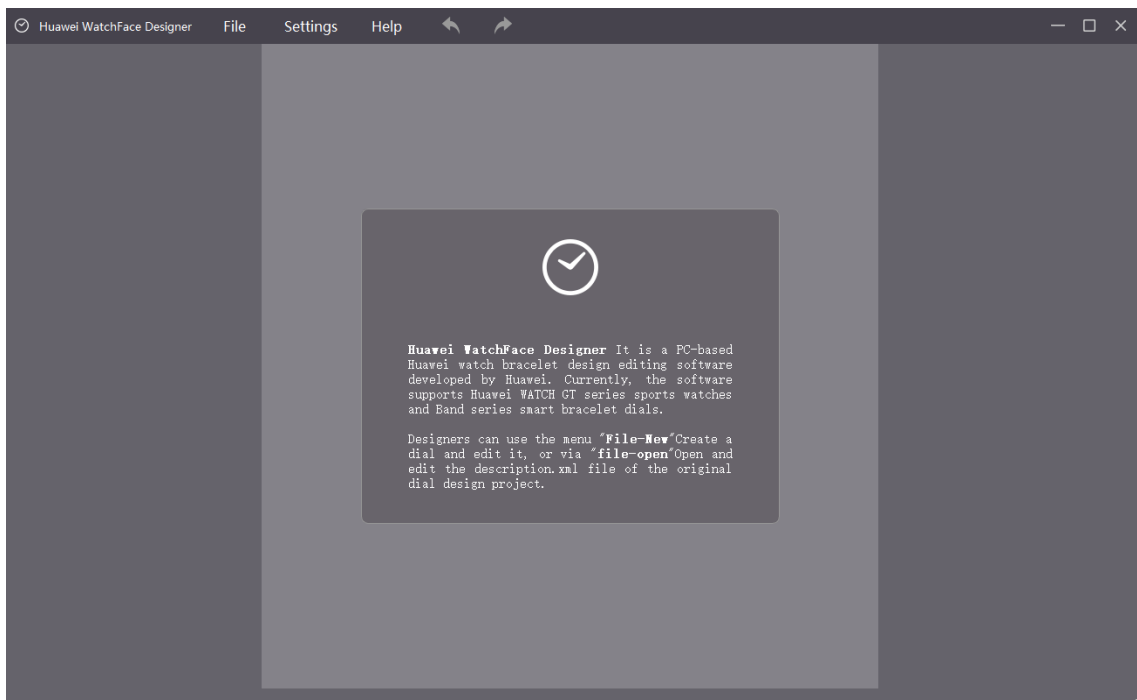 Huawei WatchFace Designer File Settings Help
Huawei WatchFace Designer It is a PC-based
Huawei watch bracelet design editing software
developed by Huawei. Currently, the software
supports Huawei WATCH GT series sports watches
and Band series smart bracelet dials.
Designers can use the menu "File-New"Create a
dial and edit it, or via "file-open"Open and
edit the description.xml file of the original
dial design project.